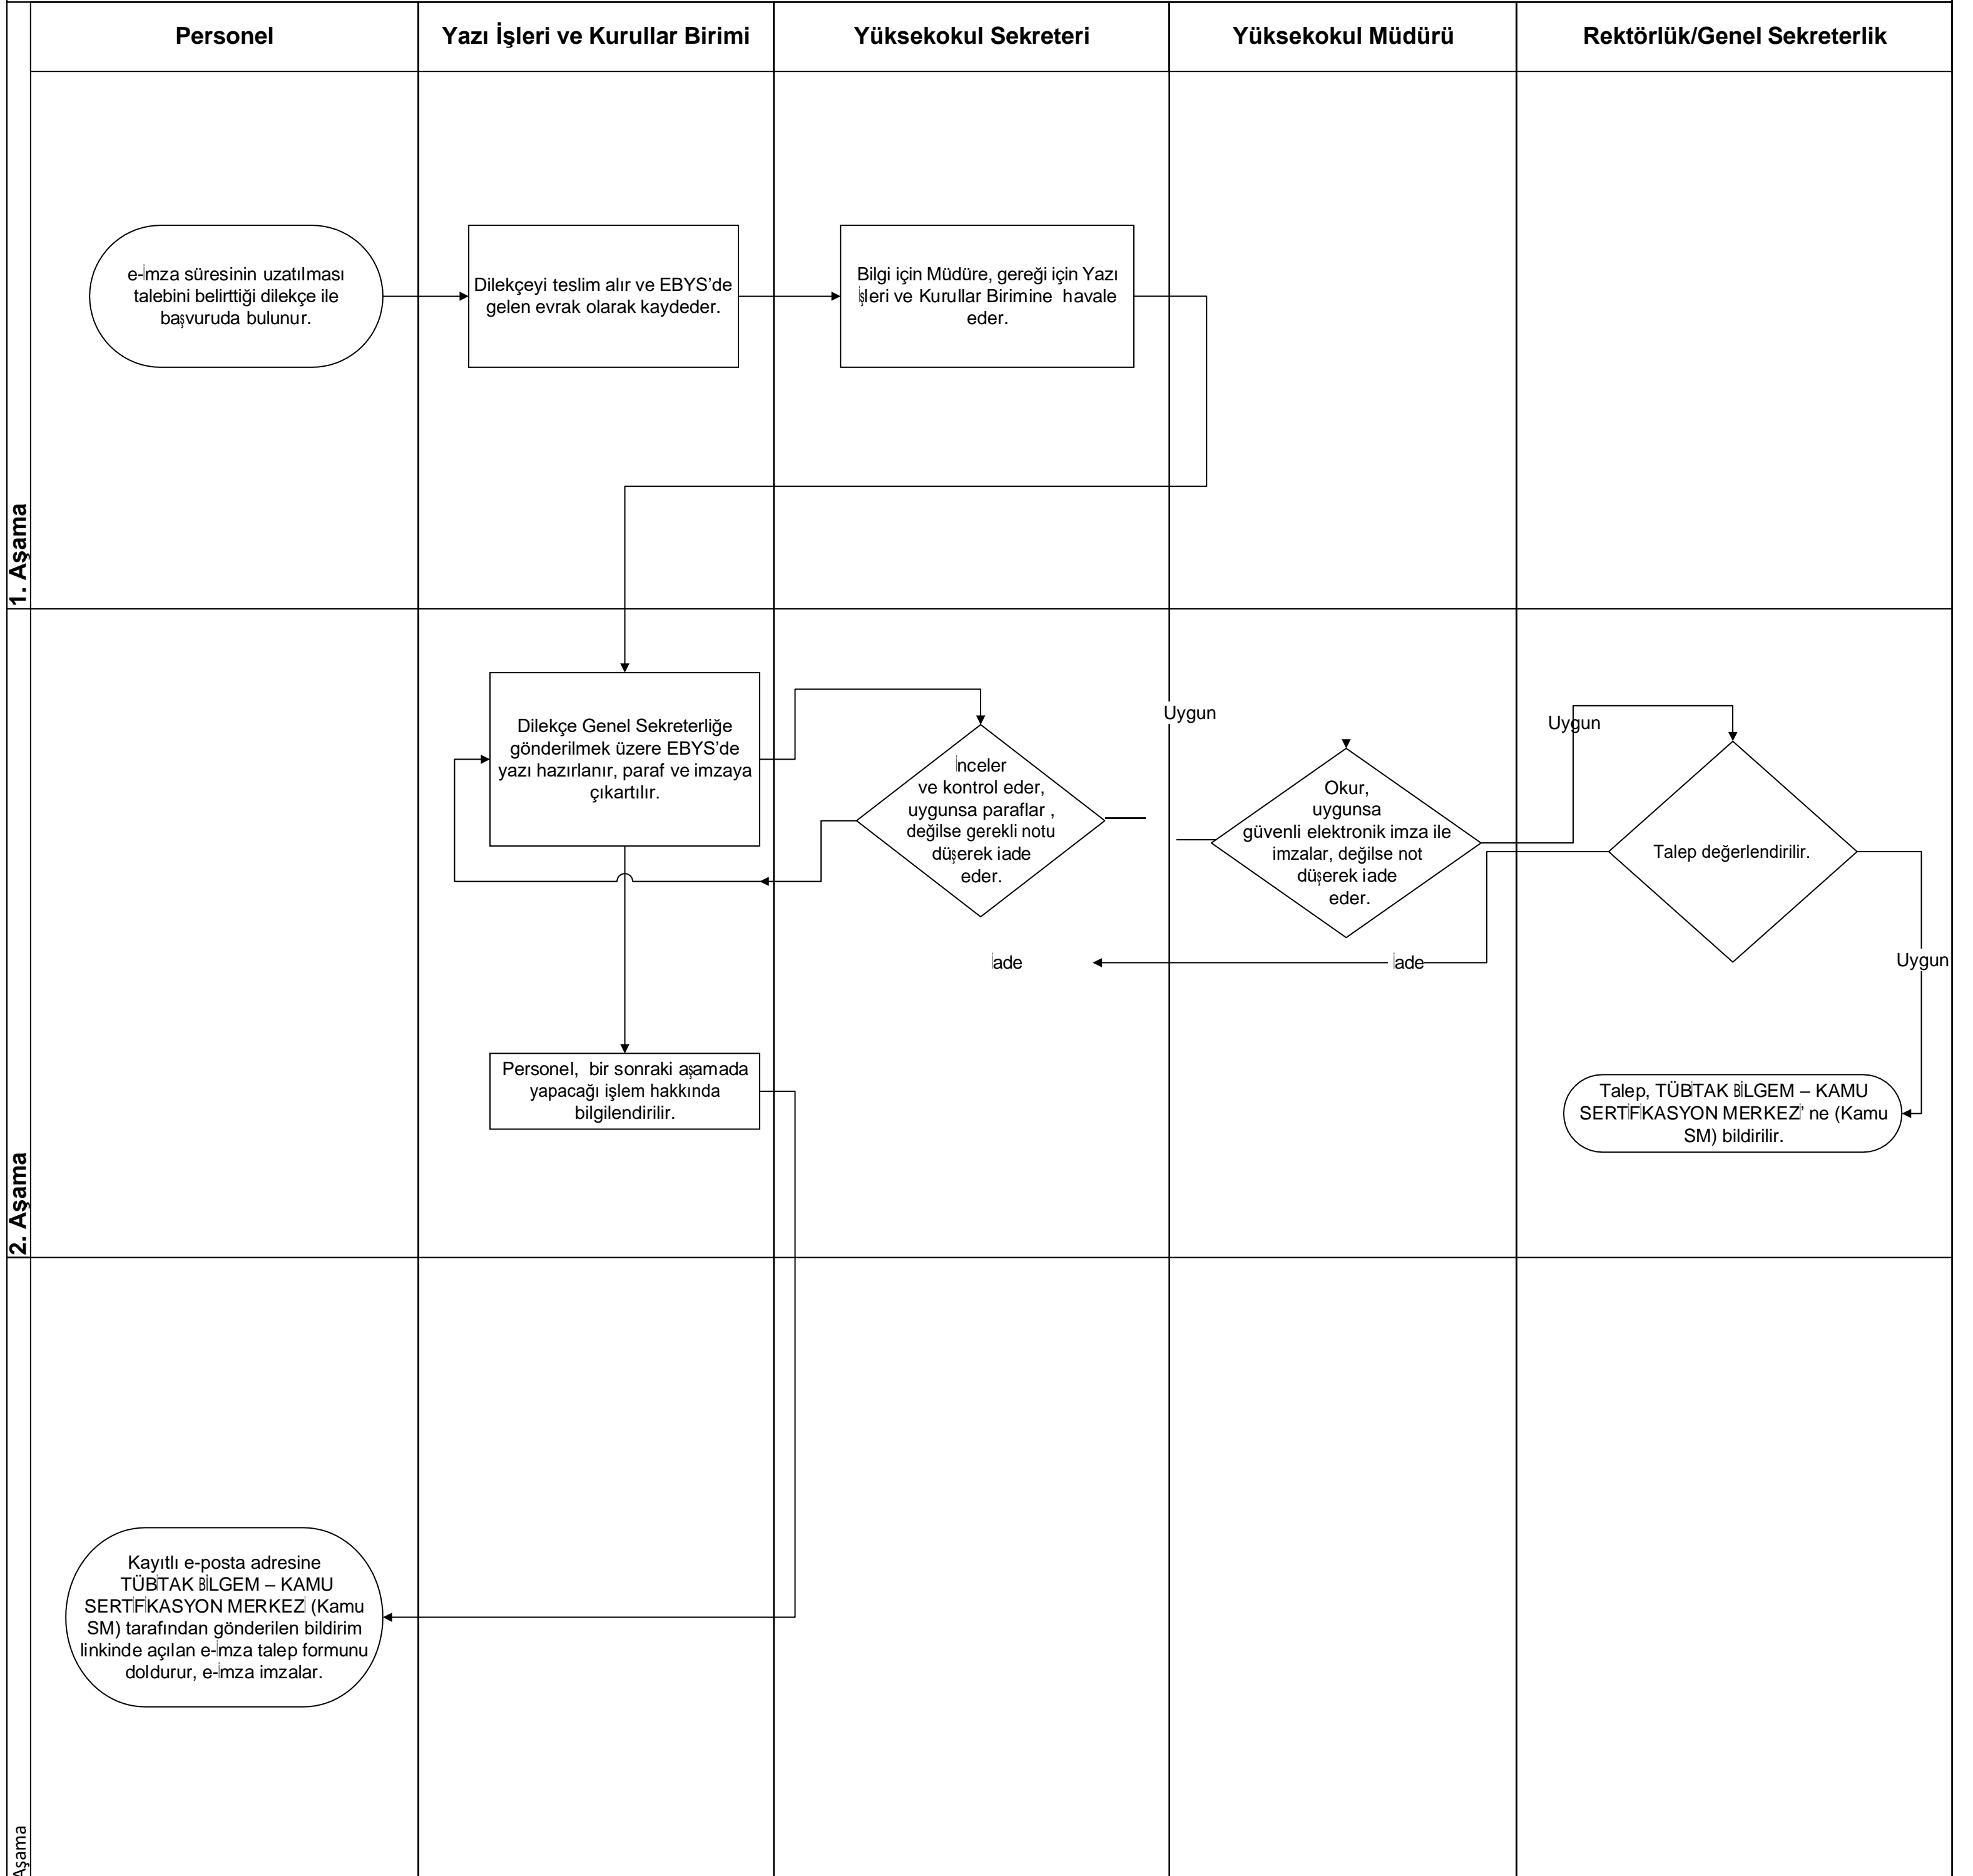 Personel
Yazı İşleri ve Kurullar Birimi
Yüksekokul Sekreteri
Yüksekokul Müdürü
Rektörlük/Genel Sekreterlik
1. Aşama
e-İmza süresinin uzatılması
talebini belirttiği dilekçe ile
başvuruda bulunur.
Dilekçeyi teslim alır ve EBYS’de
gelen evrak olarak kaydeder.
Bilgi için Müdüre, gereği için Yazı
İşleri ve Kurullar Birimine havale
eder.
2. Aşama
Dilekçe Genel Sekreterliğe
gönderilmek üzere EBYS’de
yazı hazırlanır, paraf ve imzaya
çıkartılır.
İnceler
ve kontrol eder,
uygunsa paraflar ,
değilse gerekli notu
düşerek iade
eder.
Uygun
Okur,
uygunsa
güvenli elektronik imza ile
imzalar, değilse not
düşerek iade
eder.
Uygun
Talep değerlendirilir.
İade
İade
Uygun
Personel, bir sonraki aşamada
yapacağı işlem hakkında
bilgilendirilir.
Talep, TÜBİTAK BİLGEM – KAMU
SERTİFİKASYON MERKEZİ’ ne (Kamu
SM) bildirilir.
Aşama
Kayıtlı e-posta adresine
TÜBİTAK BİLGEM – KAMU
SERTİFİKASYON MERKEZİ (Kamu
SM) tarafından gönderilen bildirim
linkinde açılan e-İmza talep formunu
doldurur, e-İmza imzalar.